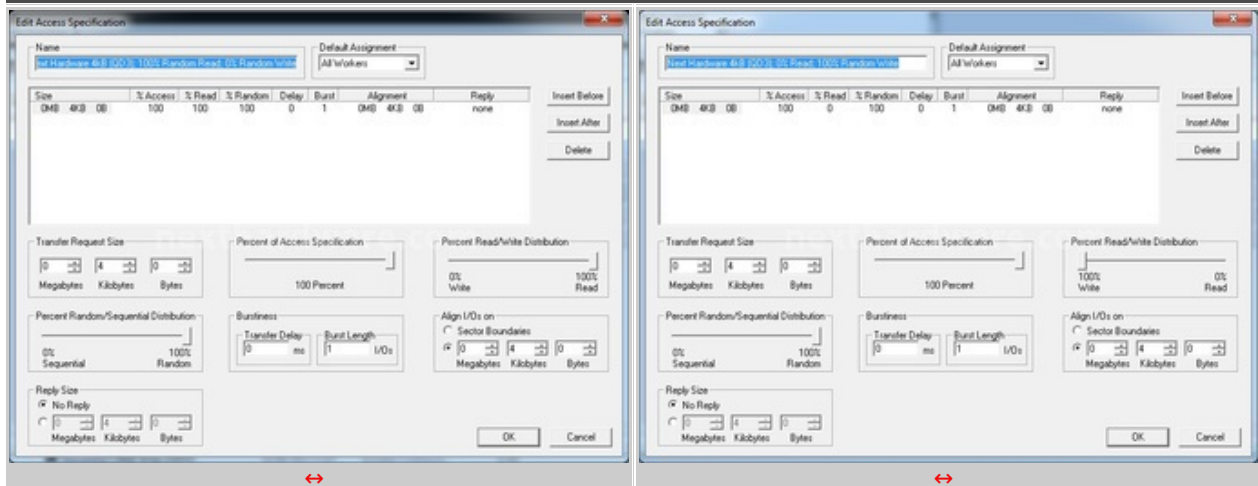 Edit Access Specification
Name
Default Assignment
ext Hardware 4kB (QD3); 100% Random Read; 0% Random Write
All Workers
Size % Access % Read % Random Delay Burst Alignment Reply
0MB 4KB 0B 100 100 100 0 1 0MB 4KB 0B none
Insert Before
Insert After
Delete
Transfer Request Size
0 4 0
Megabytes Kilobytes Bytes
Percent of Access Specification
100 Percent
Percent Read/Write Distribution
0% 100%
Write Read
Percent Random/Sequential Distribution
0% 100%
Sequential Random
Burstiness
Transfer Delay Burst Length
0 ms 1 I/Os
Align I/Os on
Sector Boundaries
0 4 0
Megabytes Kilobytes Bytes
Reply Size
No Reply
0 4 0
Megabytes Kilobytes Bytes
OK Cancel
Edit Access Specification
Name
Default Assignment
Next Hardware 4kB (QD3); 0% Read; 100% Random Write
All Workers
Size % Access % Read % Random Delay Burst Alignment Reply
0MB 4KB 0B 100 0 100 0 1 0MB 4KB 0B none
Insert Before
Insert After
Delete
Transfer Request Size
0 4 0
Megabytes Kilobytes Bytes
Percent of Access Specification
100 Percent
Percent Read/Write Distribution
100% 0%
Write Read
Percent Random/Sequential Distribution
0% 100%
Sequential Random
Burstiness
Transfer Delay Burst Length
0 ms 1 I/Os
Align I/Os on
Sector Boundaries
0 4 0
Megabytes Kilobytes Bytes
Reply Size
No Reply
0 4 0
Megabytes Kilobytes Bytes
OK Cancel